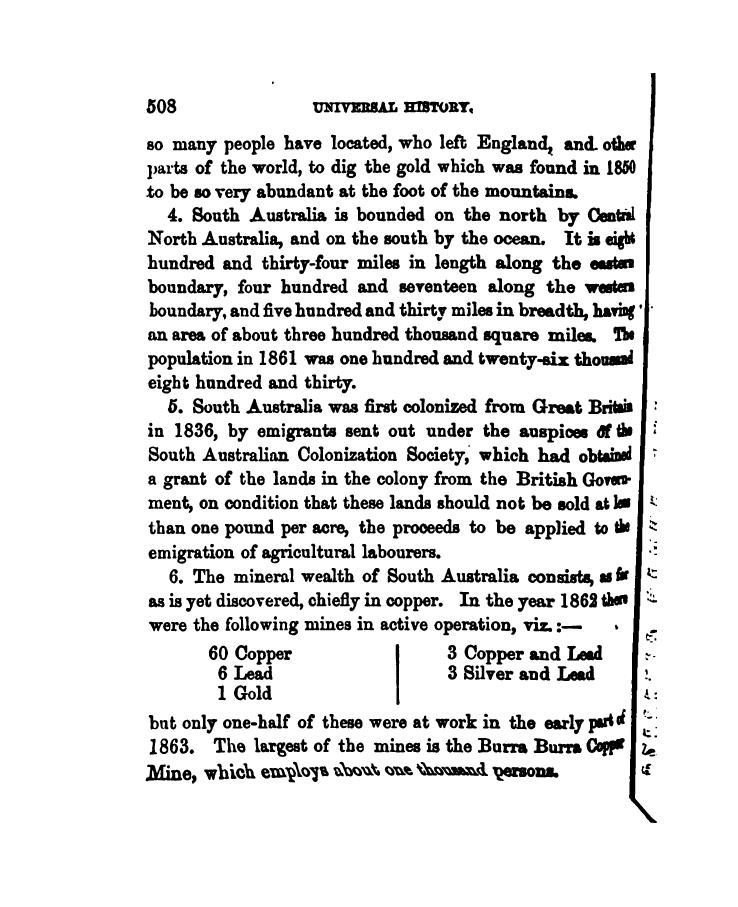 508 UNIVERSAL HISTORY.
so many people have located, who left England, and other
parts of the world, to dig the gold which was found in 1850
to be so very abundant at the foot of the mountains.
4. South Australia is bounded on the north by Central
North Australia, and on the south by the ocean. It is eight
hundred and thirty-four miles in length along the eastern
boundary, four hundred and seventeen along the western
boundary, and five hundred and thirty miles in breadth, having
an area of about three hundred thousand square miles. The
population in 1861 was one hundred and twenty-six thousand
eight hundred and thirty.
5. South Australia was first colonized from Great Britain
in 1836, by emigrants sent out under the auspices of the
South Australian Colonization Society, which had obtained
a grant of the lands in the colony from the British Govern-
ment, on condition that these lands should not be sold at less
than one pound per acre, the proceeds to be applied to the
emigration of agricultural labourers.
6. The mineral wealth of South Australia consists, as far
as is yet discovered, chiefly in copper. In the year 1862 there
were the following mines in active operation, viz.:—
60 Copper
6 Lead
1 Gold
3 Copper and Lead
3 Silver and Lead
but only one-half of these were at work in the early part of
1863. The largest of the mines is the Burra Burra Copper
Mine, which employs about one thousand persons.